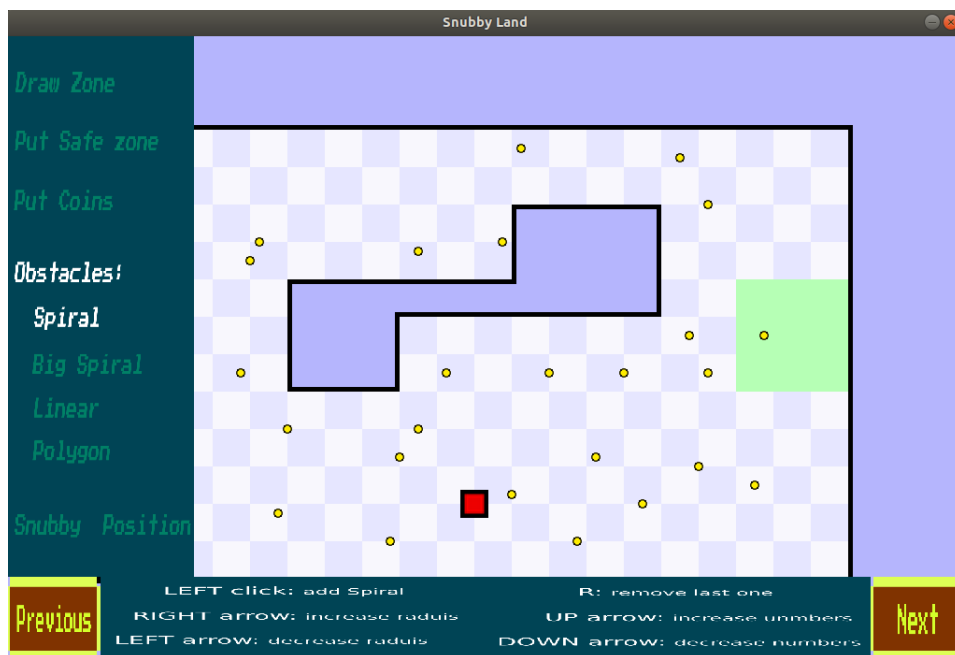 Snubby Land
Draw Zone
Put Safe zone
Put Coins
Obstacles:
Spiral
Big Spiral
Linear
Polygon
Snubby Position
Previous
LEFT click: add Spiral
RIGHT arrow: increase raduis
LEFT arrow: decrease raduis
R: remove last one
UP arrow: increase unmbers
DOWN arrow: decrease numbers
Next